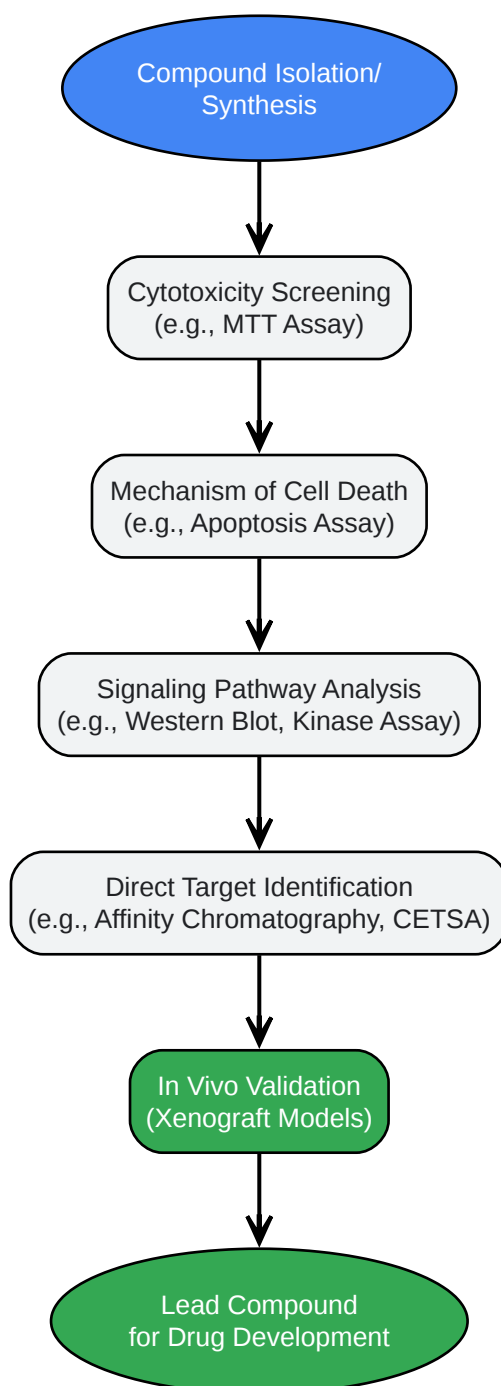 Compound Isolation/
Synthesis
Cytotoxicity Screening
(e.g., MTT Assay)
Mechanism of Cell Death
(e.g., Apoptosis Assay)
Signaling Pathway Analysis
(e.g., Western Blot, Kinase Assay)
Direct Target Identification
(e.g., Affinity Chromatography, CETSA)
In Vivo Validation
(Xenograft Models)
Lead Compound
for Drug Development